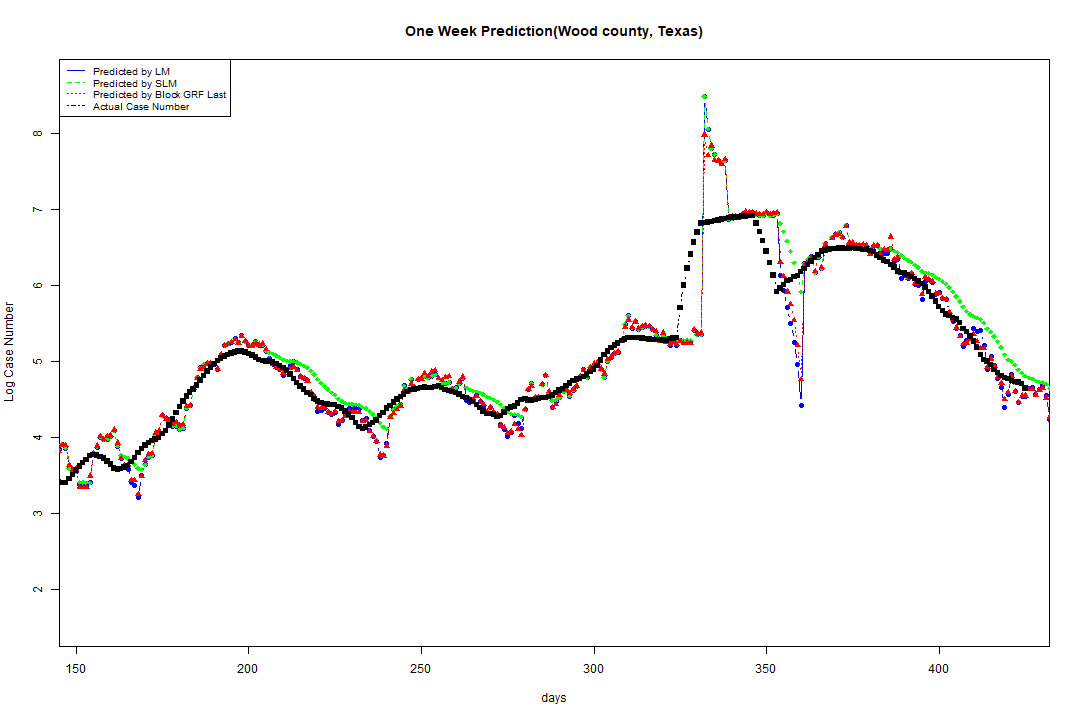 One Week Prediction(Wood county, Texas)
Predicted by LM
Predicted by SLM
Predicted by Block GRF Last
Actual Case Number
Log Case Number
8
7
6
5
4
3
2
150 200 250 300 350 400
days